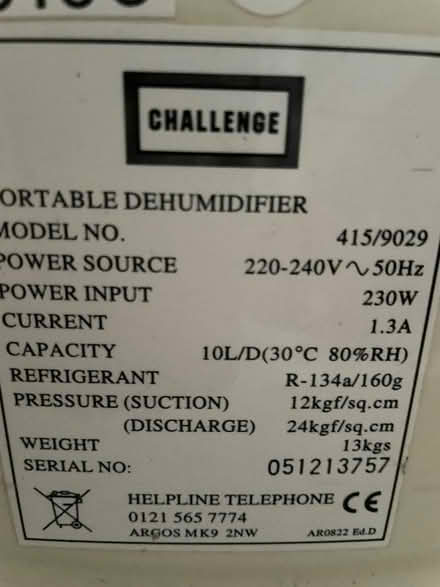 CHALLENGE
PORTABLE DEHUMIDIFIER
MODEL NO. 415/9029
POWER SOURCE 220-240V∿50Hz
POWER INPUT 230W
CURRENT 1.3A
CAPACITY 10L/D(30°C 80%RH)
REFRIGERANT R-134a/160g
PRESSURE (SUCTION) 12kgf/sq.cm
(DISCHARGE) 24kgf/sq.cm
WEIGHT 13kgs
SERIAL NO: 051213757
HELPLINE TELEPHONE CE
0121 565 7774
ARGOS MK9 2NW AR0822 Ed.D